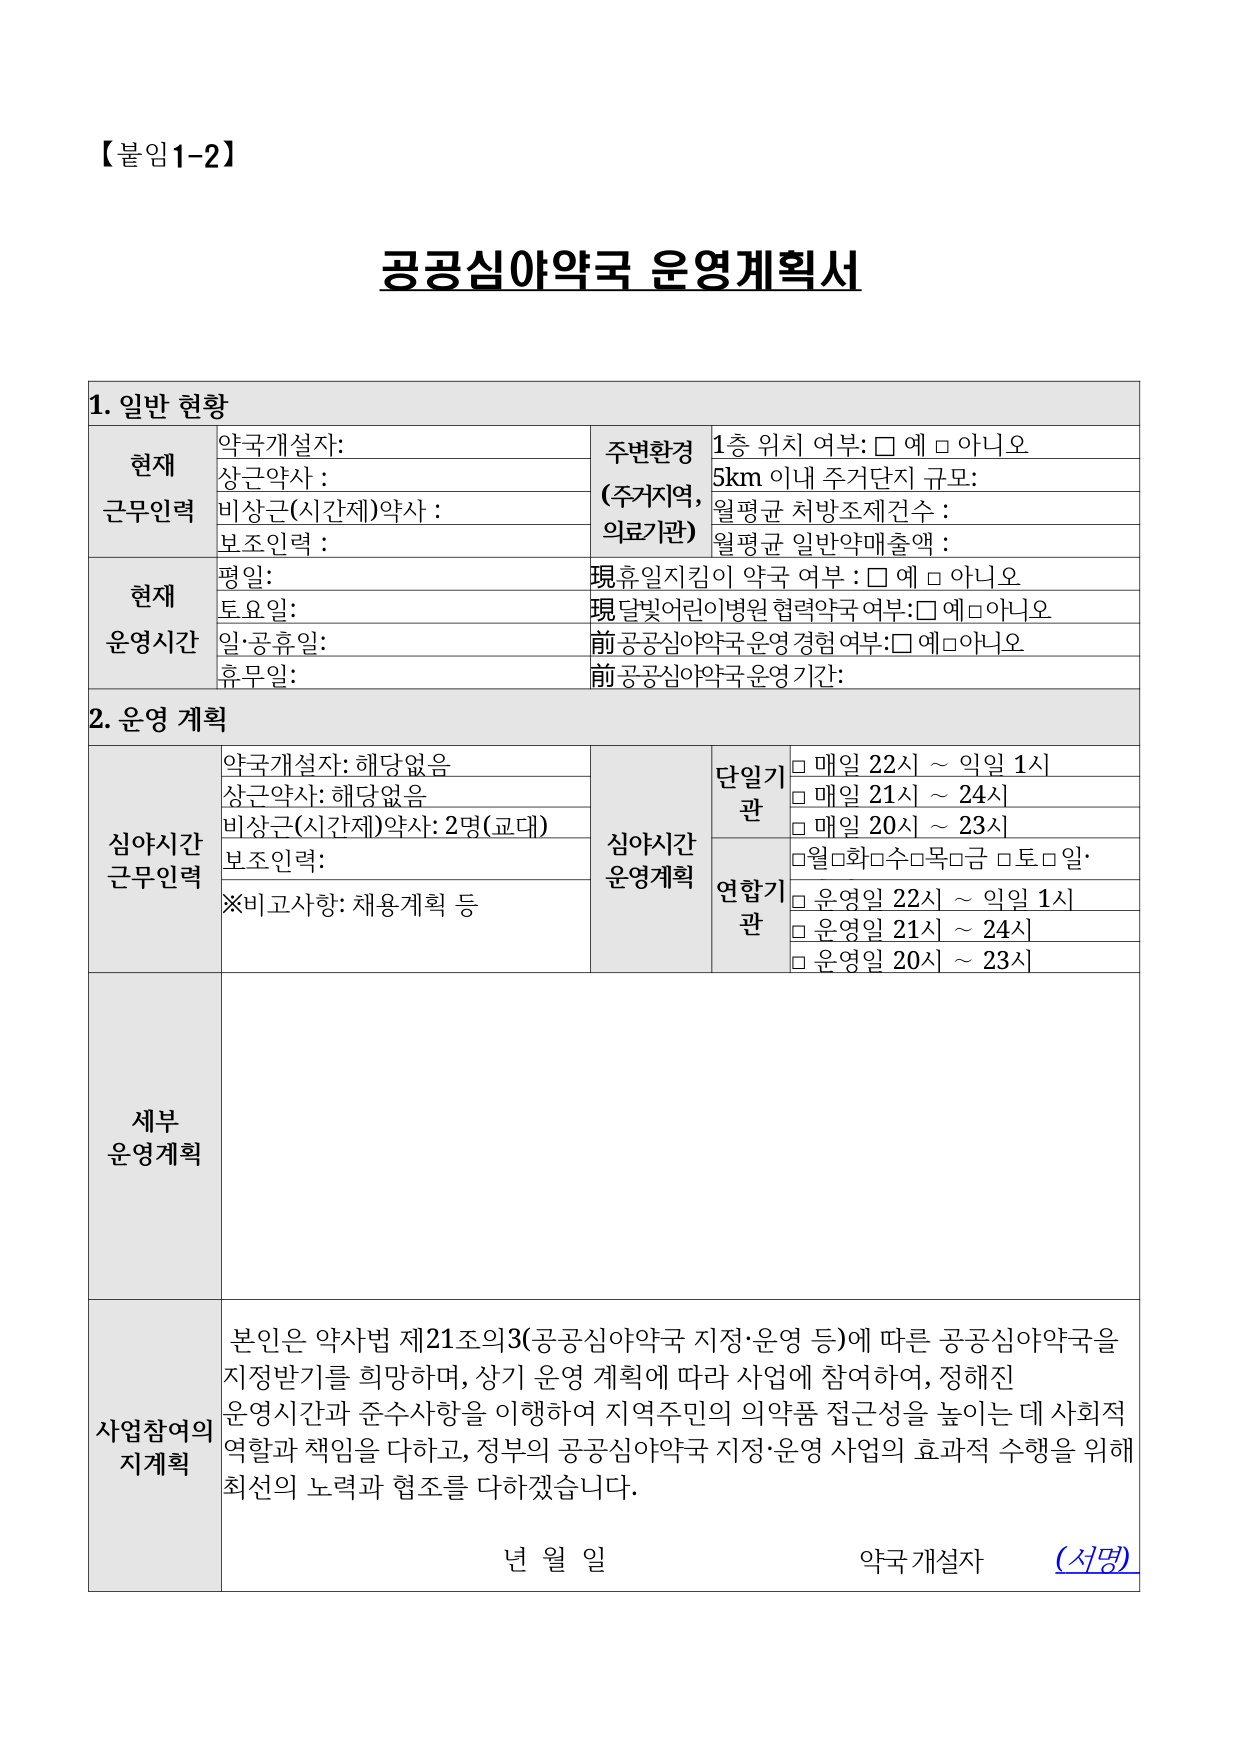 【붙임1-2】
공공심야약국 운영계획서
1. 일반 현황
현재
근무인력
약국개설자:
상근약사 :
비상근(시간제)약사 :
보조인력 :
주변환경
(주거지역,
의료기관)
1층 위치 여부: □ 예 □ 아니오
5km 이내 주거단지 규모:
월평균 처방조제건수 :
월평균 일반약매출액 :
현재
운영시간
평일:
토요일:
일·공휴일:
휴무일:
現휴일지킴이 약국 여부 : □ 예 □ 아니오
現달빛어린이병원 협력약국 여부:□ 예□아니오
前공공심야약국 운영 경험 여부:□ 예□아니오
前공공심야약국 운영 기간:
2. 운영 계획
심야시간
근무인력
약국개설자: 해당없음
상근약사: 해당없음
비상근(시간제)약사: 2명(교대)
보조인력:
※비고사항: 채용계획 등
심야시간
운영계획
단일기
관
□ 매일 22시 ~ 익일 1시
□ 매일 21시 ~ 24시
□ 매일 20시 ~ 23시
연합기
관
□월□화□수□목□금 □토□일·
□ 운영일 22시 ~ 익일 1시
□ 운영일 21시 ~ 24시
□ 운영일 20시 ~ 23시
세부
운영계획
사업참여의
지계획
본인은 약사법 제21조의3(공공심야약국 지정·운영 등)에 따른 공공심야약국을
지정받기를 희망하며, 상기 운영 계획에 따라 사업에 참여하여, 정해진
운영시간과 준수사항을 이행하여 지역주민의 의약품 접근성을 높이는 데 사회적
역할과 책임을 다하고, 정부의 공공심야약국 지정·운영 사업의 효과적 수행을 위해
최선의 노력과 협조를 다하겠습니다.
년 월 일 약국 개설자 (서명)